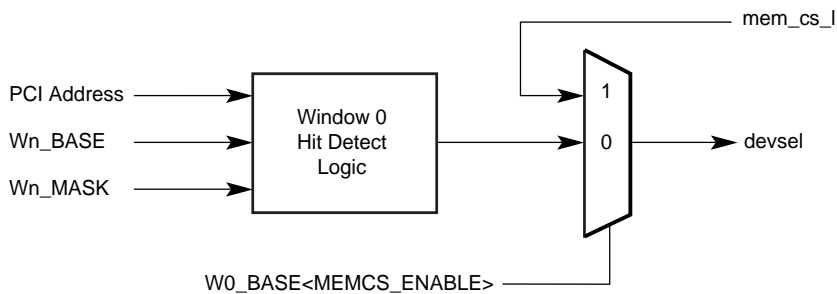 mem_cs_l
PCI Address
Wn_BASE
Wn_MASK
Window 0
Hit Detect
Logic
1
0
devsel
W0_BASE<MEMCS_ENABLE>